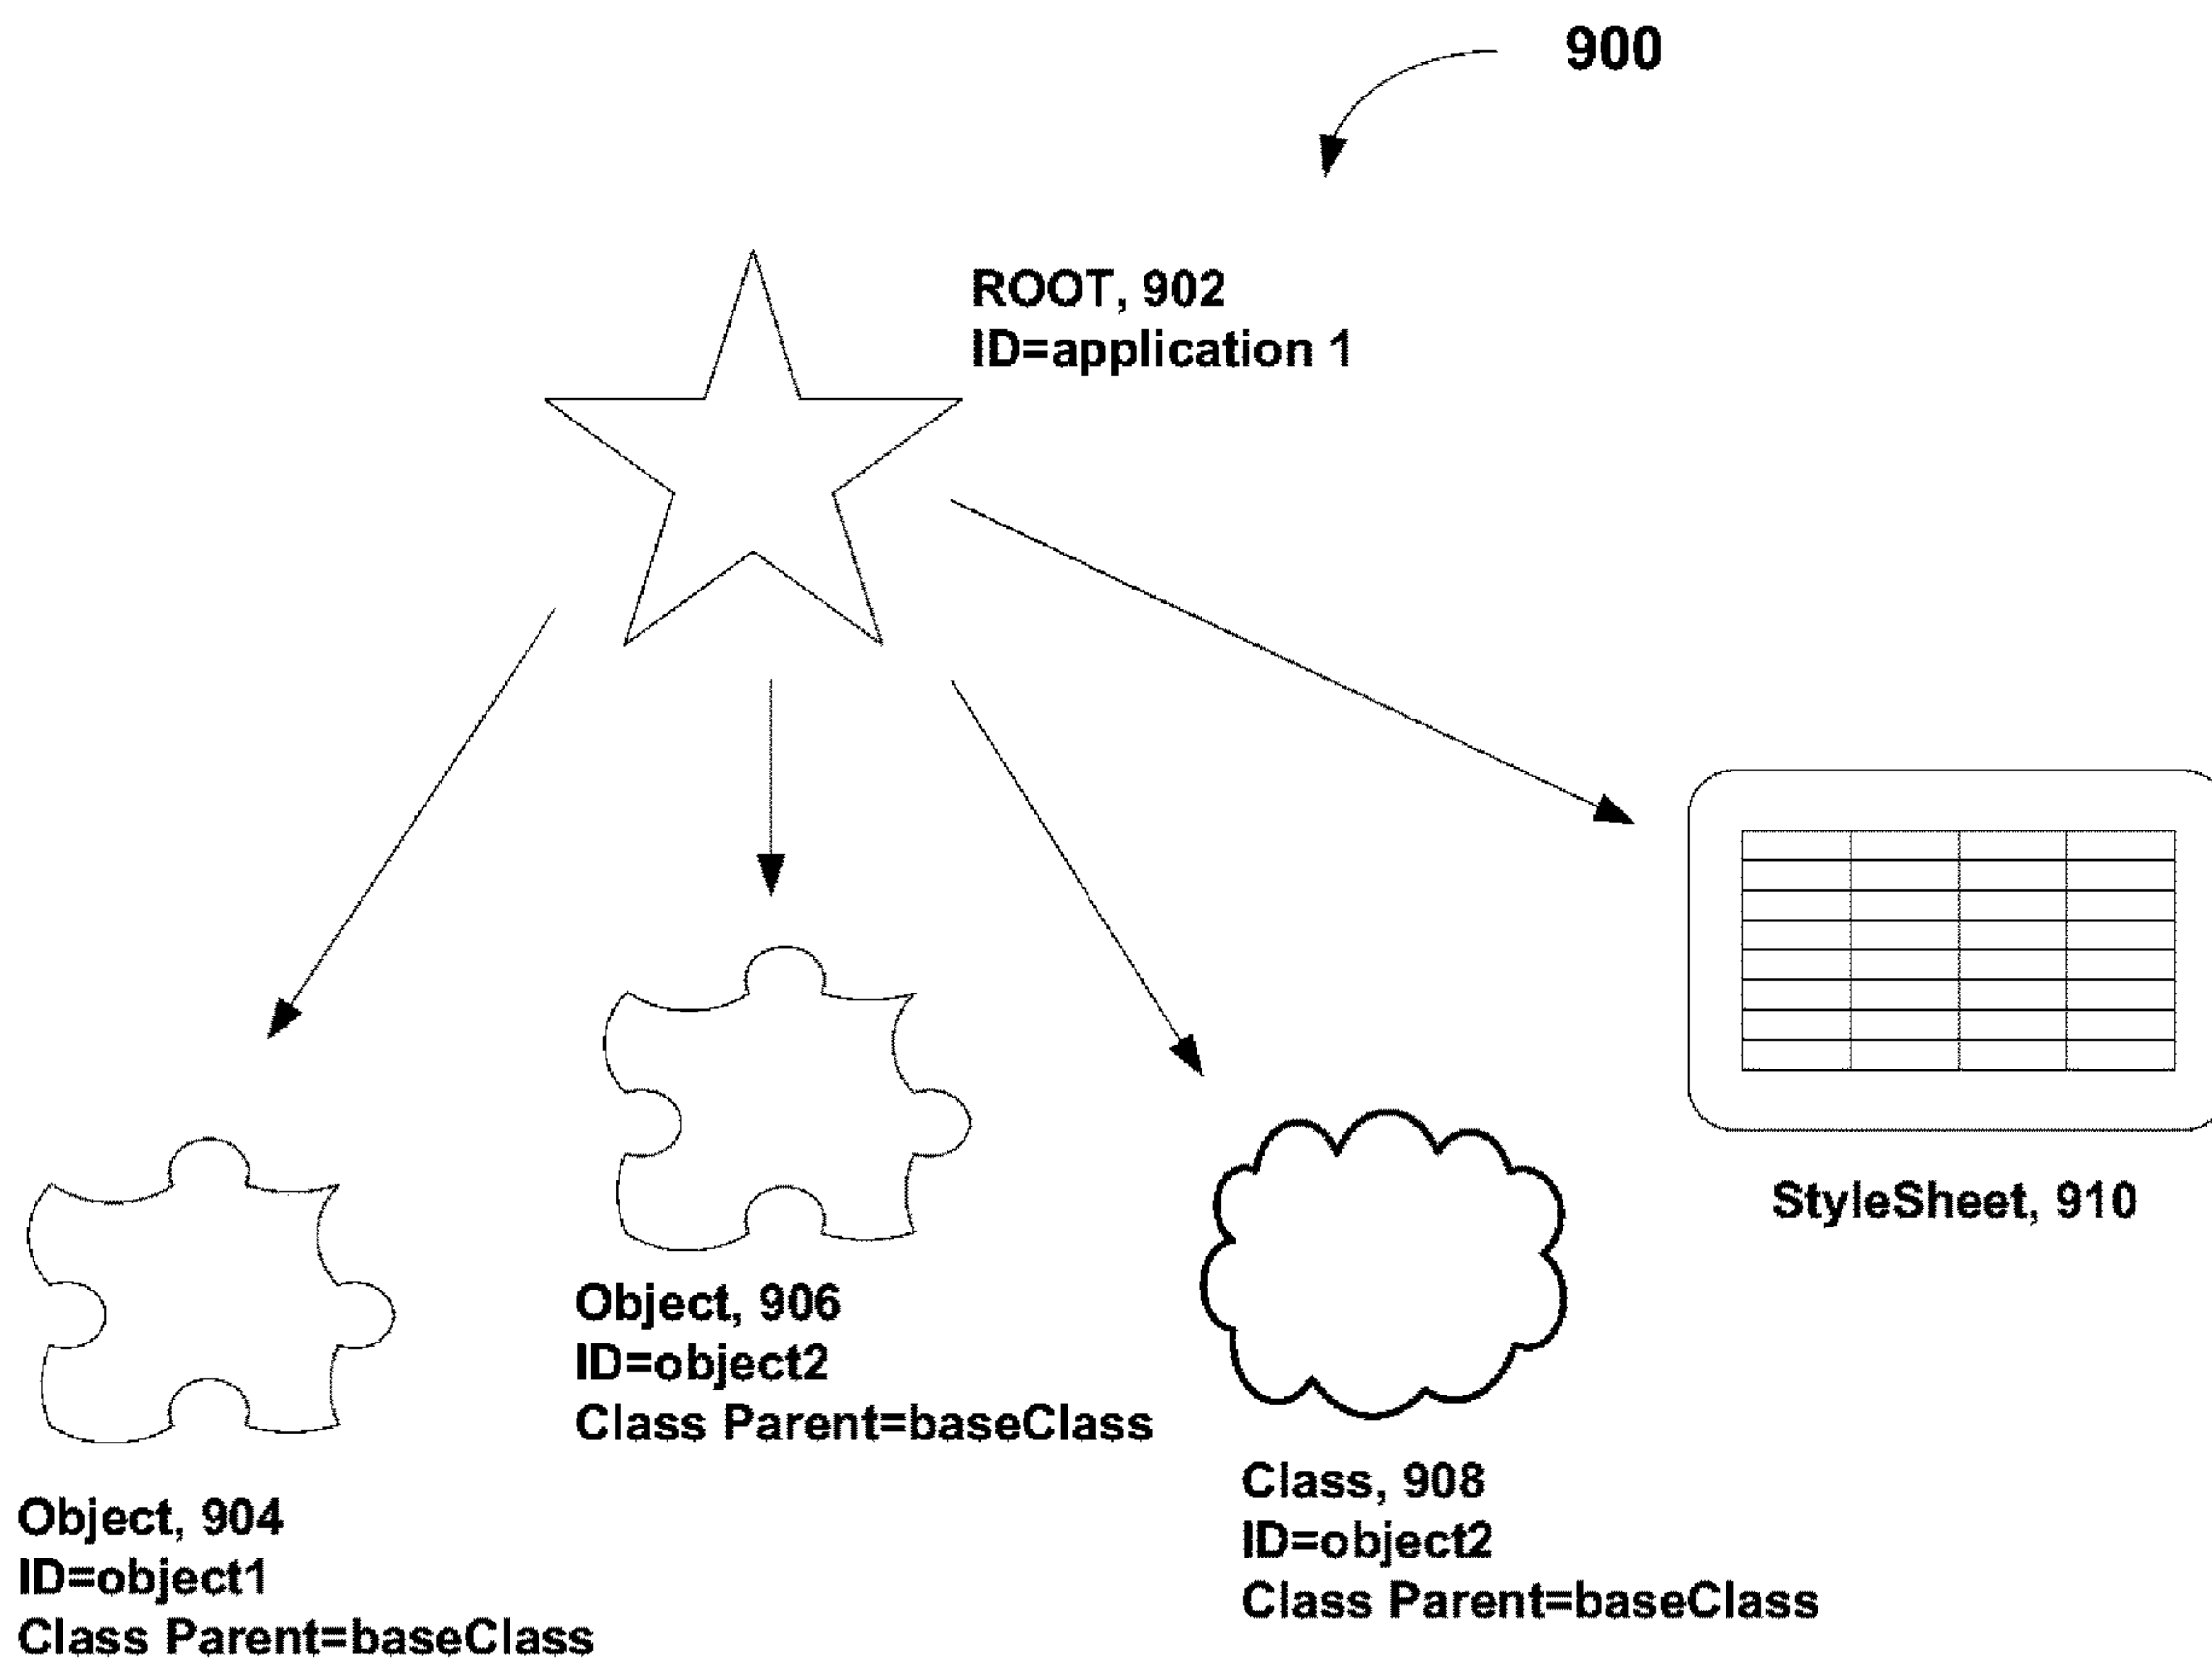 900
ROOT, 902
ID=application 1
StyleSheet, 910
Object, 906
ID=object2
Class Parent=baseClass
Class, 908
ID=object2
Class Parent=baseClass
Object, 904
ID=object1
Class Parent=baseClass